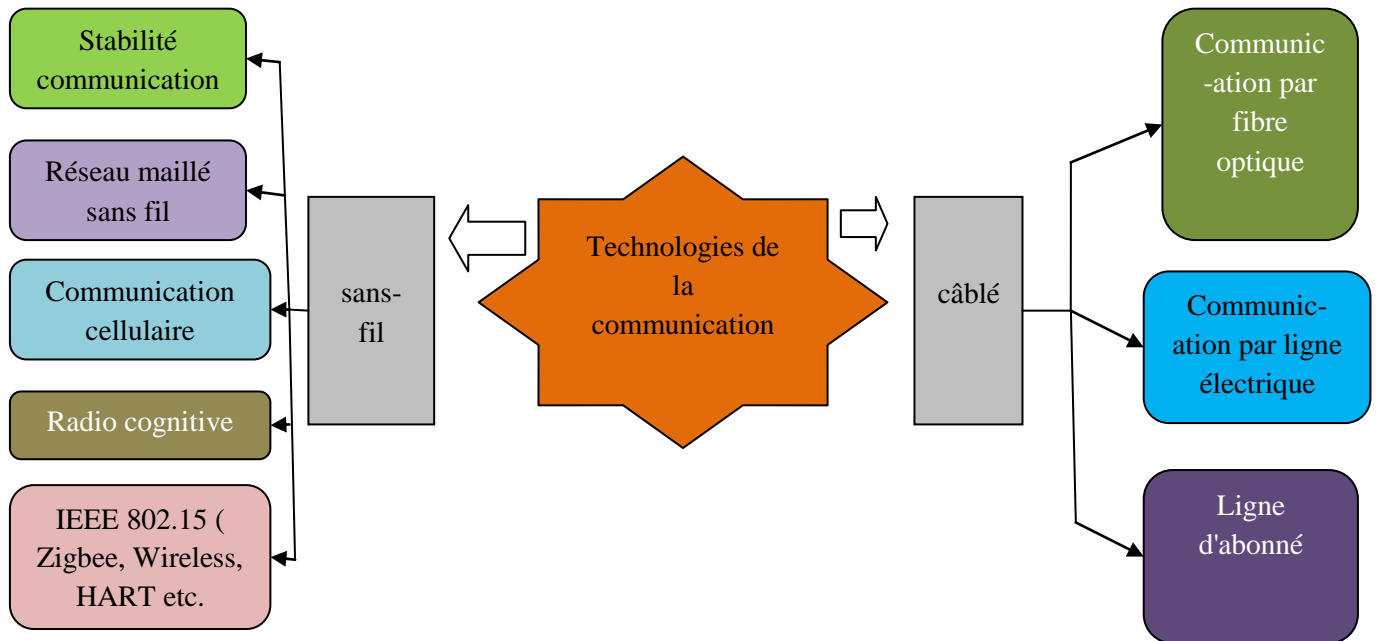 Stabilité
communication
Réseau maillé
sans fil
Communication
cellulaire
Radio cognitive
IEEE 802.15 (
Zigbee, Wireless,
HART etc.
sans-
fil
Technologies de
la
communication
câblé
Communic
-ation par
fibre
optique
Communic-
ation par ligne
électrique
Ligne
d'abonné